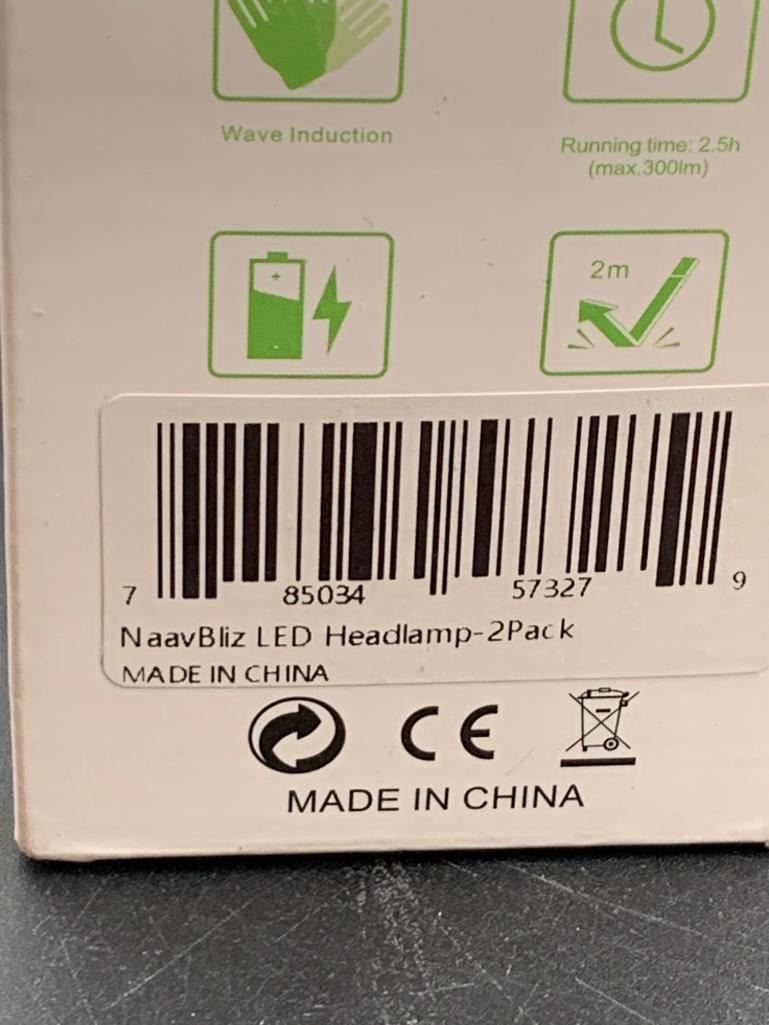 Wave Induction
Running time: 2.5h
(max.300lm)
2m
7 85034 57327 9
NaavBliz LED Headlamp-2Pack
MADE IN CHINA
CE
MADE IN CHINA